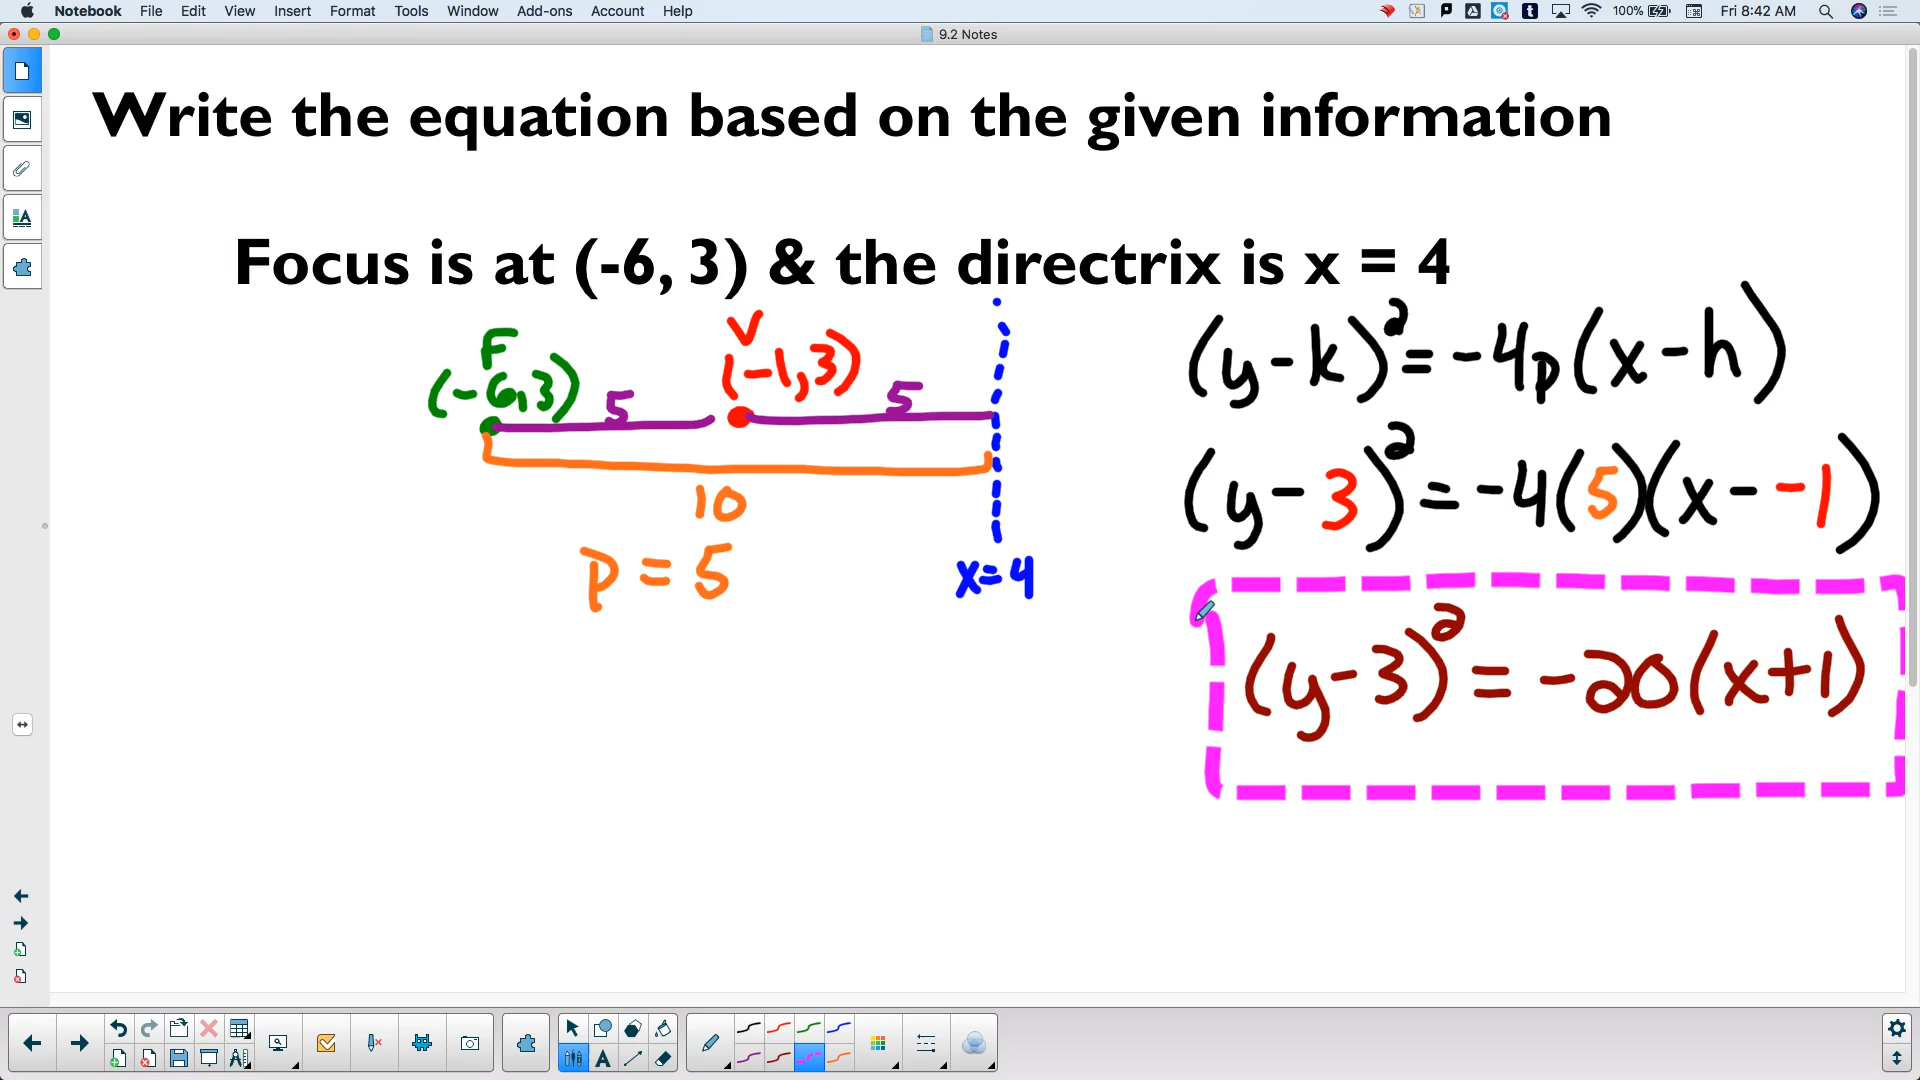 Notebook File Edit View Insert Format Tools Window Add-ons Account Help 100% Fri 8:42 AM
9.2 Notes
Write the equation based on the given information
Focus is at (-6, 3) & the directrix is x = 4
F
(-6,3)
5
V
(-1,3)
5
10
p = 5
x=4
(y-k)²=-4p(x-h)
(y-3)²=-4(5)(x--1)
(y-3)²=-20(x+1)